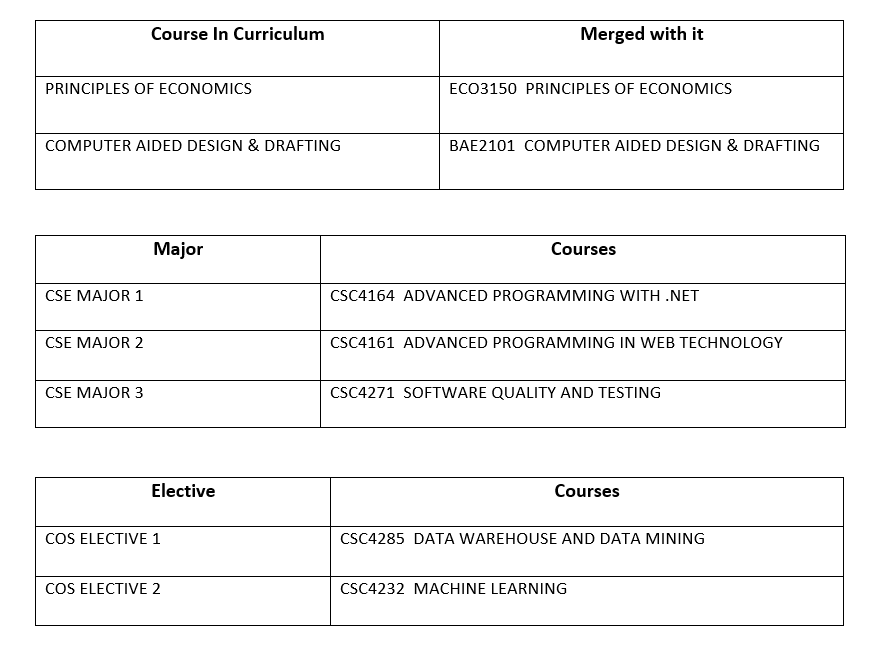 Course In Curriculum Merged with it
PRINCIPLES OF ECONOMICS ECO3150 PRINCIPLES OF ECONOMICS
COMPUTER AIDED DESIGN & DRAFTING BAE2101 COMPUTER AIDED DESIGN & DRAFTING
Major Courses
CSE MAJOR 1 CSC4164 ADVANCED PROGRAMMING WITH .NET
CSE MAJOR 2 CSC4161 ADVANCED PROGRAMMING IN WEB TECHNOLOGY
CSE MAJOR 3 CSC4271 SOFTWARE QUALITY AND TESTING
Elective Courses
COS ELECTIVE 1 CSC4285 DATA WAREHOUSE AND DATA MINING
COS ELECTIVE 2 CSC4232 MACHINE LEARNING